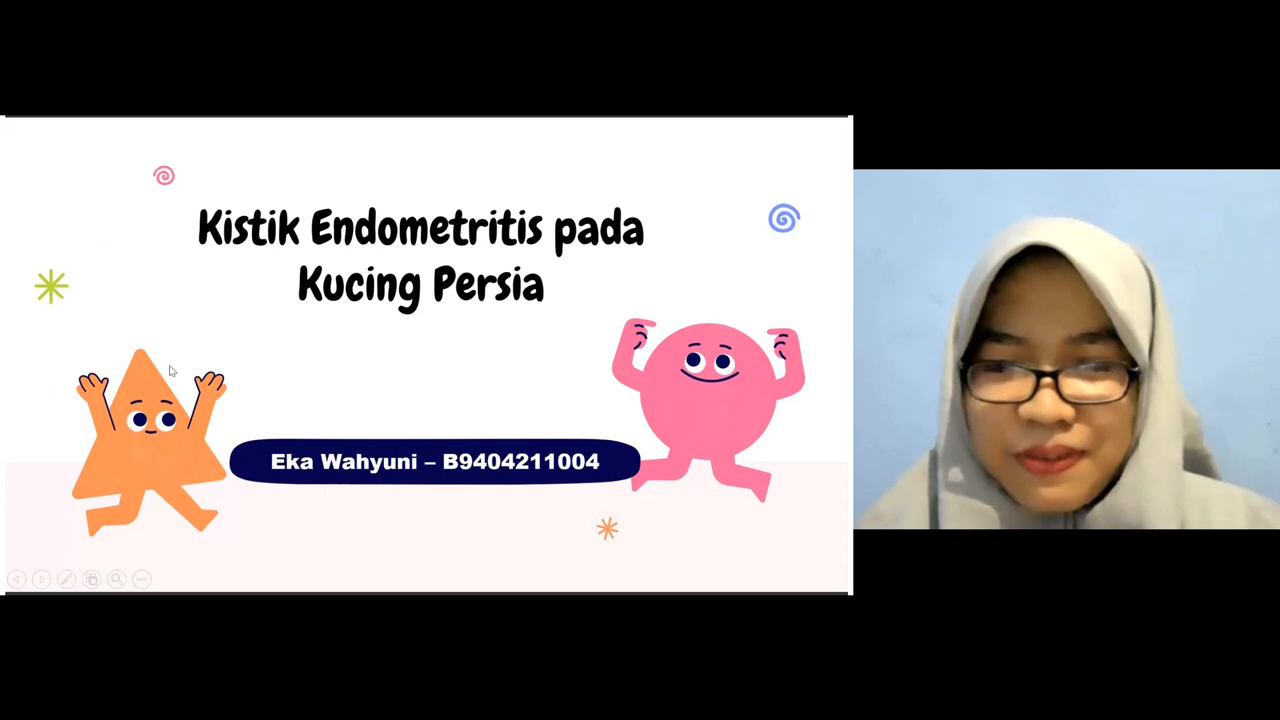 Kistik Endometritis pada
Kucing Persia
Eka Wahyuni – B9404211004